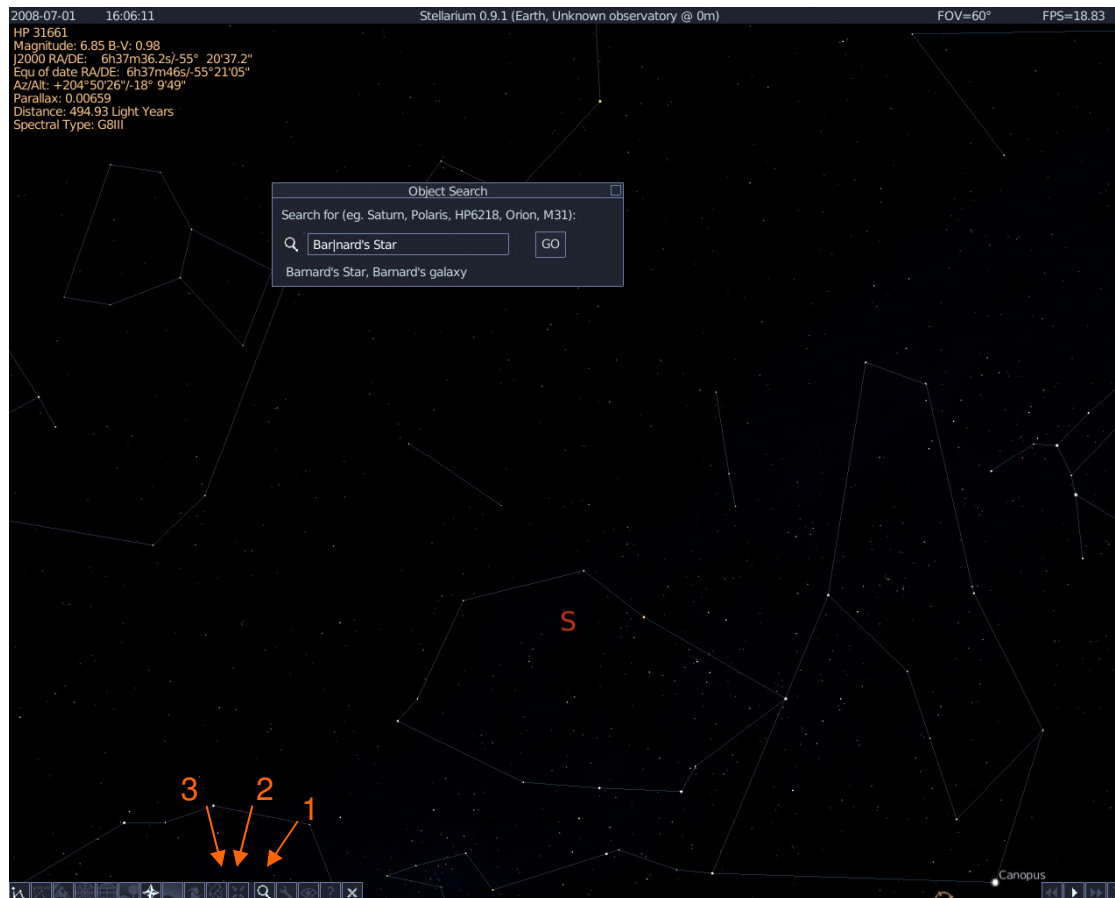 2008-07-01 16:06:11 Stellarium 0.9.1 (Earth, Unknown observatory @ 0m) FOV=60° FPS=18.83
HP 31661
Magnitude: 6.85 B-V: 0.98
J2000 RA/DE: 6h37m36.2s/-55° 20'37.2"
Equ of date RA/DE: 6h37m46s/-55°21'05"
Az/Alt: +204°50'26"/-18° 9'49"
Parallax: 0.00659
Distance: 494.93 Light Years
Spectral Type: G8III
Object Search
Search for (eg. Saturn, Polaris, HP6218, Orion, M31):
Bar|nard's Star GO
Barnard's Star, Barnard's galaxy
S
3 2 1
Canopus
?